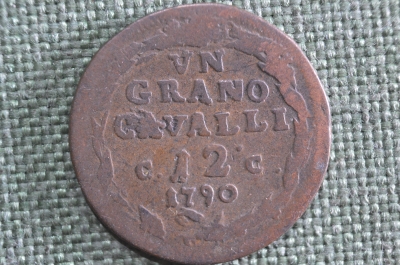 VN
GRANO
CAVALLI
C. 12 C.
1790